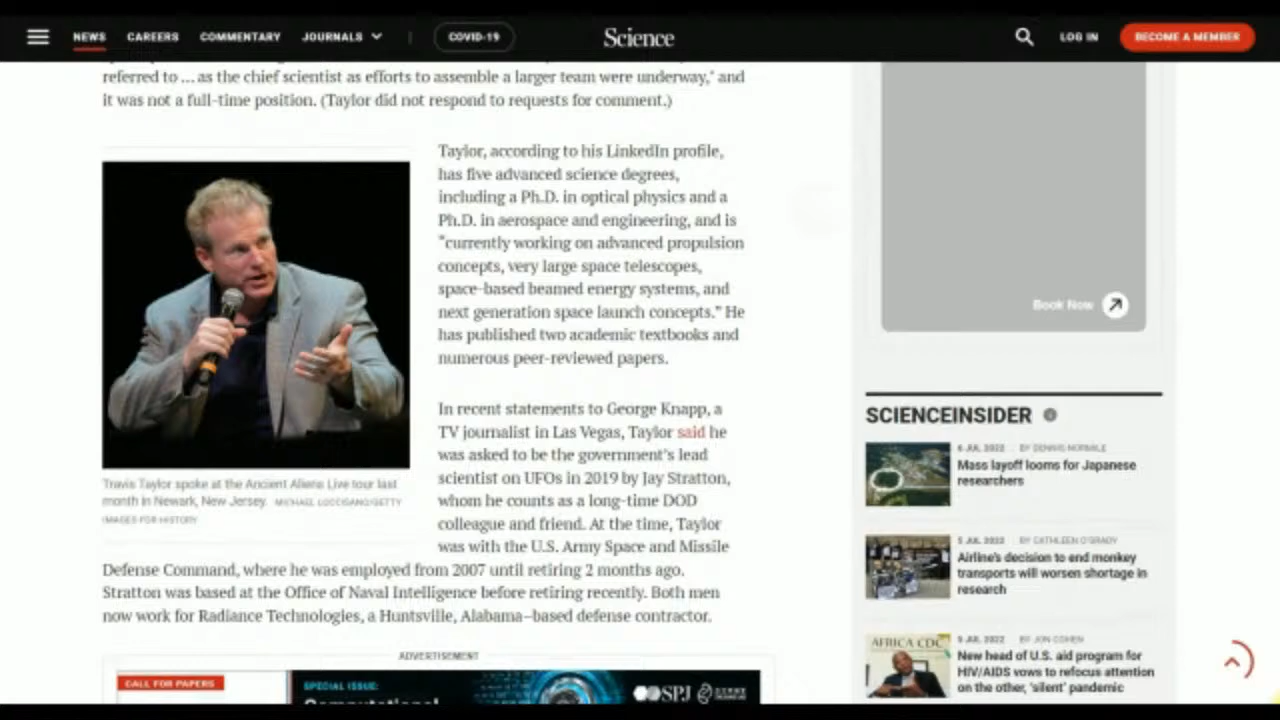 NEWS
CAREERS
COMMENTARY
JOURNALS
COVID-19
Science
LOG IN
BECOME A MEMBER
referred to ... as the chief scientist as efforts to assemble a larger team were underway,' and
it was not a full-time position. (Taylor did not respond to requests for comment.)
Taylor, according to his LinkedIn profile,
has five advanced science degrees,
including a Ph.D. in optical physics and a
Ph.D. in aerospace and engineering, and is
"currently working on advanced propulsion
concepts, very large space telescopes,
space-based beamed energy systems, and
next generation space launch concepts." He
has published two academic textbooks and
numerous peer-reviewed papers.
Travis Taylor spoke at the Ancient Aliens Live tour last
month in Newark, New Jersey. MICHAEL LOCCISANO/GETTY
IMAGES FOR HISTORY
In recent statements to George Knapp, a
TV journalist in Las Vegas, Taylor said he
was asked to be the government's lead
scientist on UFOs in 2019 by Jay Stratton,
whom he counts as a long-time DOD
colleague and friend. At the time, Taylor
was with the U.S. Army Space and Missile
Defense Command, where he was employed from 2007 until retiring 2 months ago.
Stratton was based at the Office of Naval Intelligence before retiring recently. Both men
now work for Radiance Technologies, a Huntsville, Alabama–based defense contractor.
ADVERTISEMENT
CALL FOR PAPERS
SPECIAL ISSUE:
Computational
SPJ
Book Now
SCIENCEINSIDER
6 JUL 2022 BY DENNIS NORMILE
Mass layoff looms for Japanese
researchers
5 JUL 2022 BY CATHLEEN O'GRADY
Airline's decision to end monkey
transports will worsen shortage in
research
AFRICA CDC
5 JUL 2022 BY JON COHEN
New head of U.S. aid program for
HIV/AIDS vows to refocus attention
on the other, 'silent' pandemic